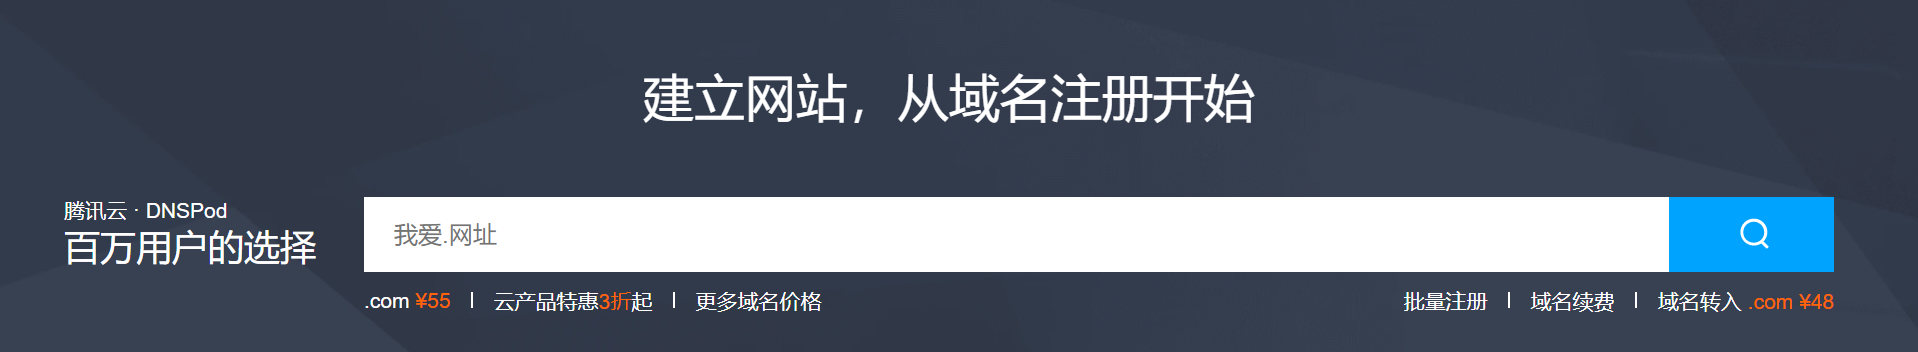 建立网站，从域名注册开始
腾讯云 · DNSPod
百万用户的选择
我爱.网址
.com ¥55 | 云产品特惠3折起 | 更多域名价格
批量注册 | 域名续费 | 域名转入 .com ¥48